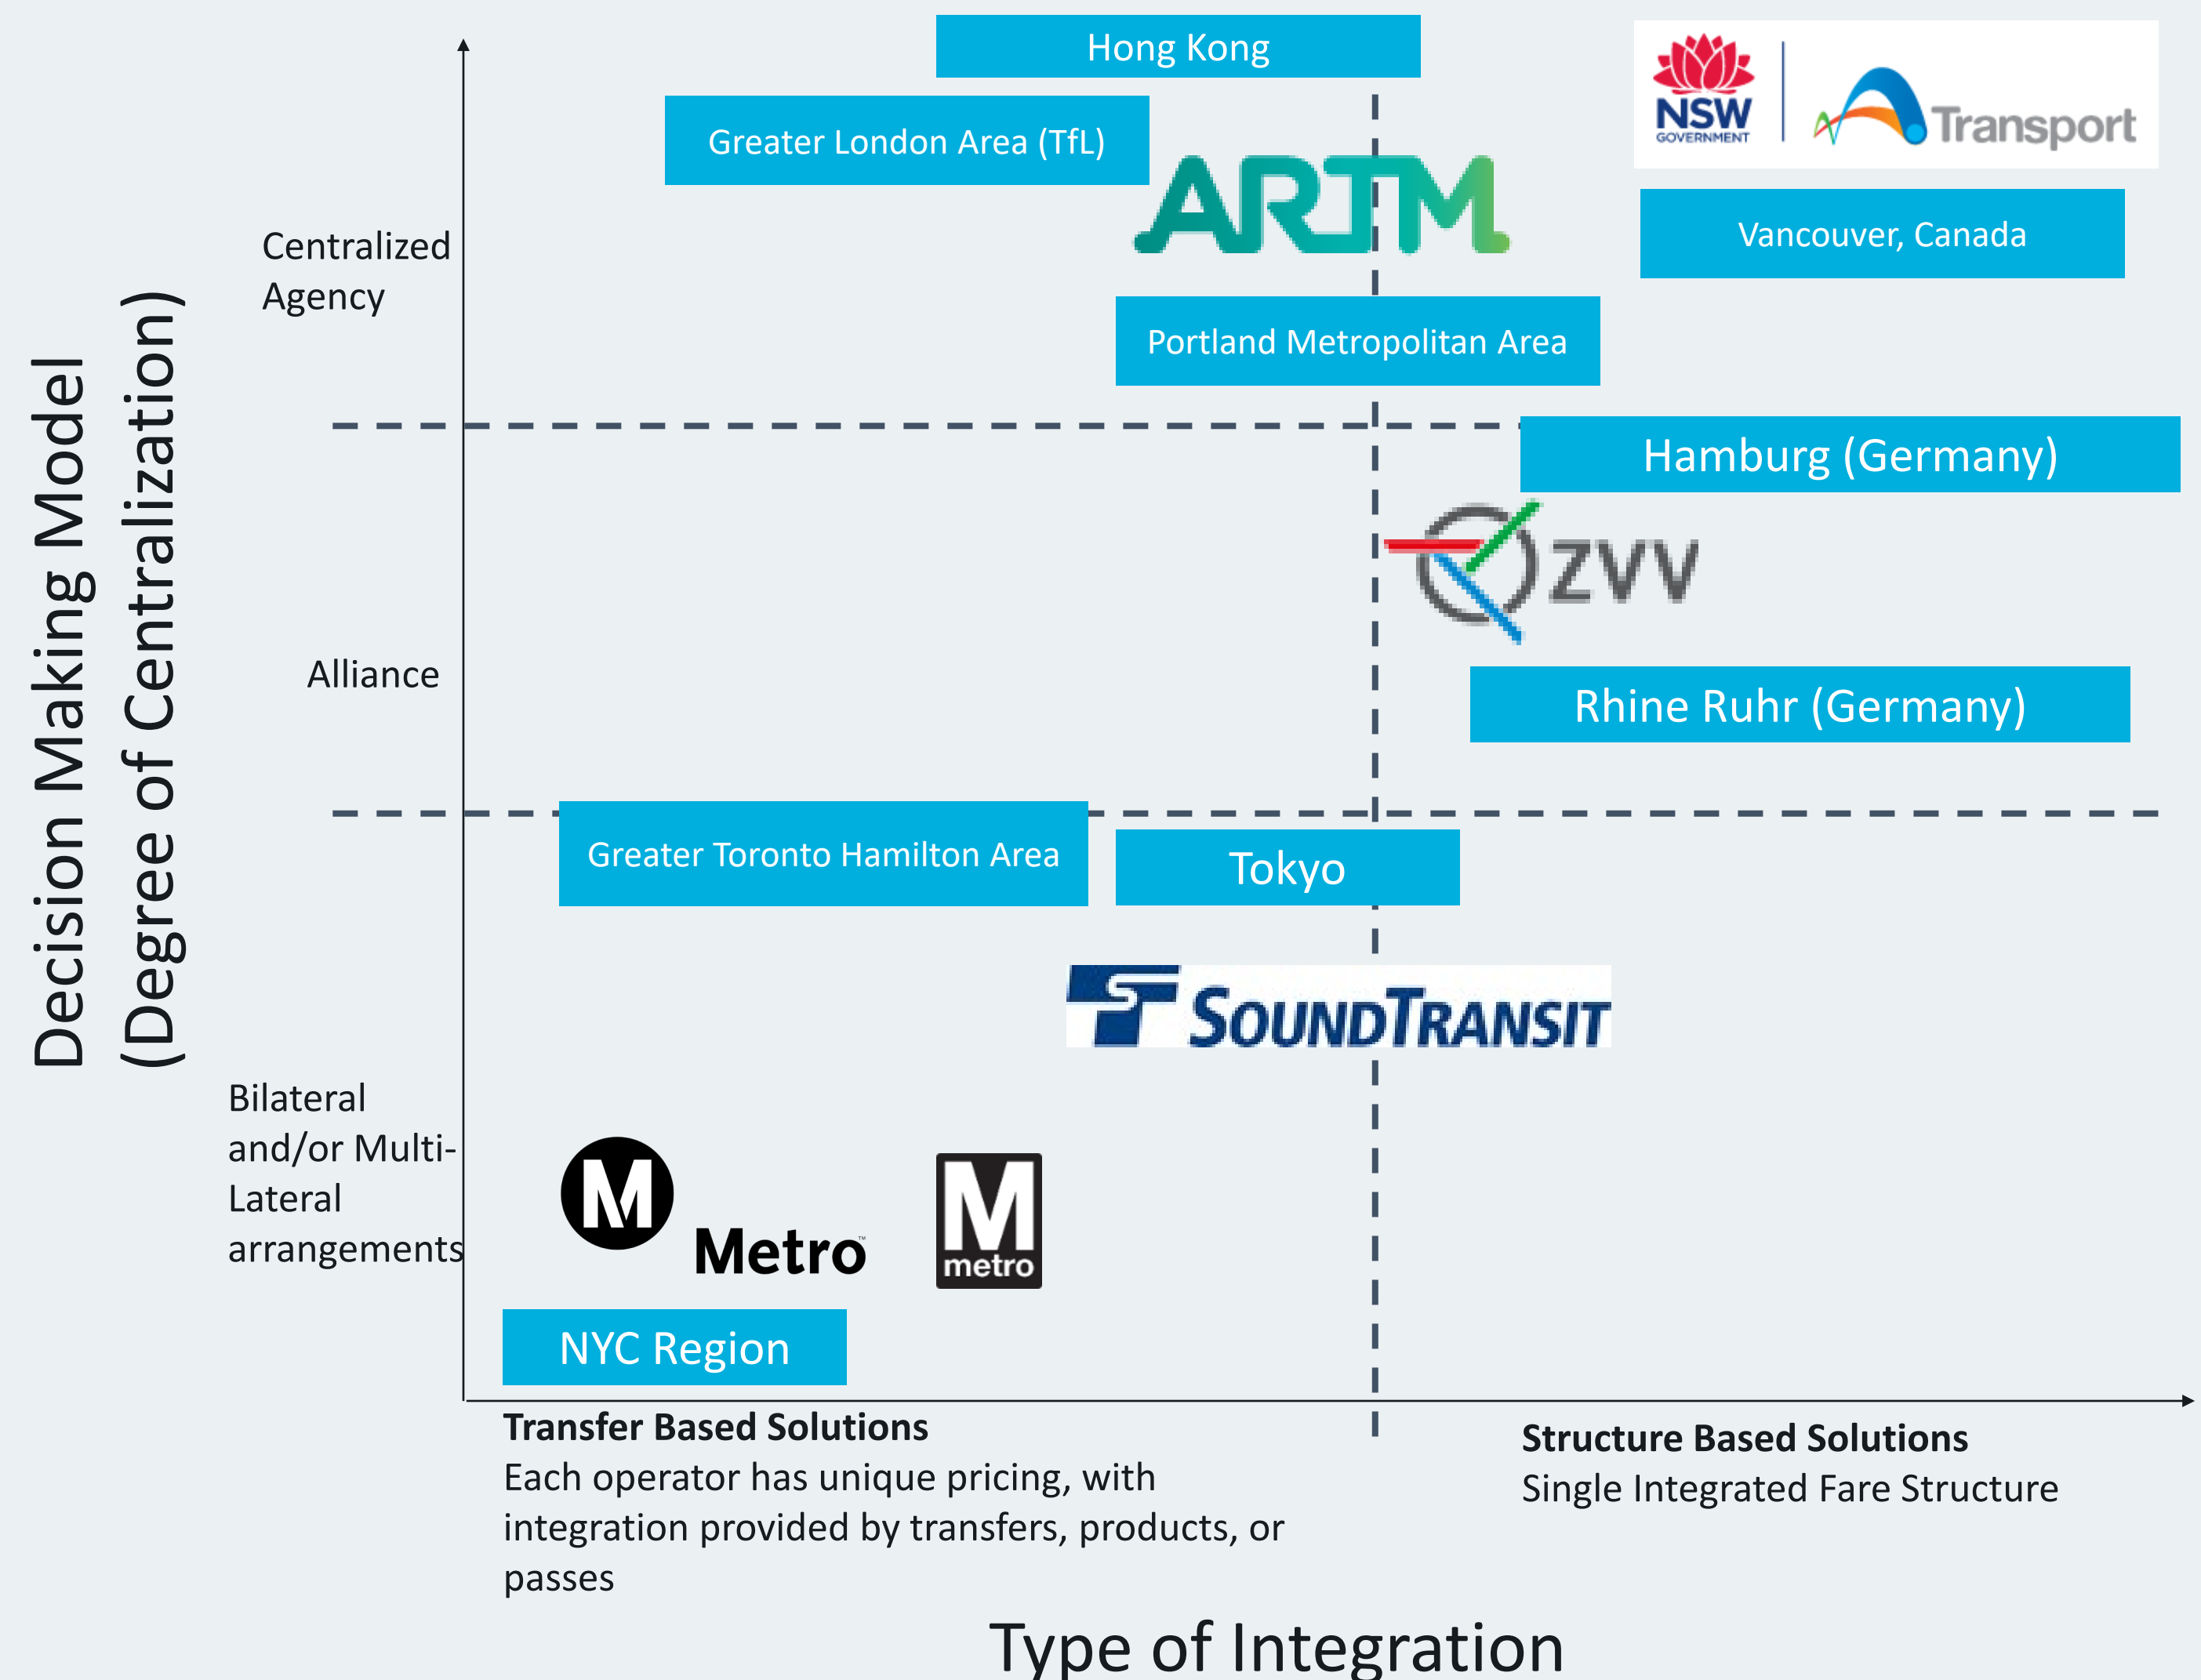 Hong Kong
NSW
GOVERNMENT
Transport
Greater London Area (TfL)
ARTM
Vancouver, Canada
Centralized
Agency
Portland Metropolitan Area
Decision Making Model
(Degree of Centralization)
Hamburg (Germany)
ZVV
Alliance
Rhine Ruhr (Germany)
Greater Toronto Hamilton Area
Tokyo
SOUNDTRANSIT
Bilateral
and/or Multi-
Lateral
arrangements
M
Metro™
M
metro
NYC Region
Transfer Based Solutions
Each operator has unique pricing, with
integration provided by transfers, products, or
passes
Structure Based Solutions
Single Integrated Fare Structure
Type of Integration